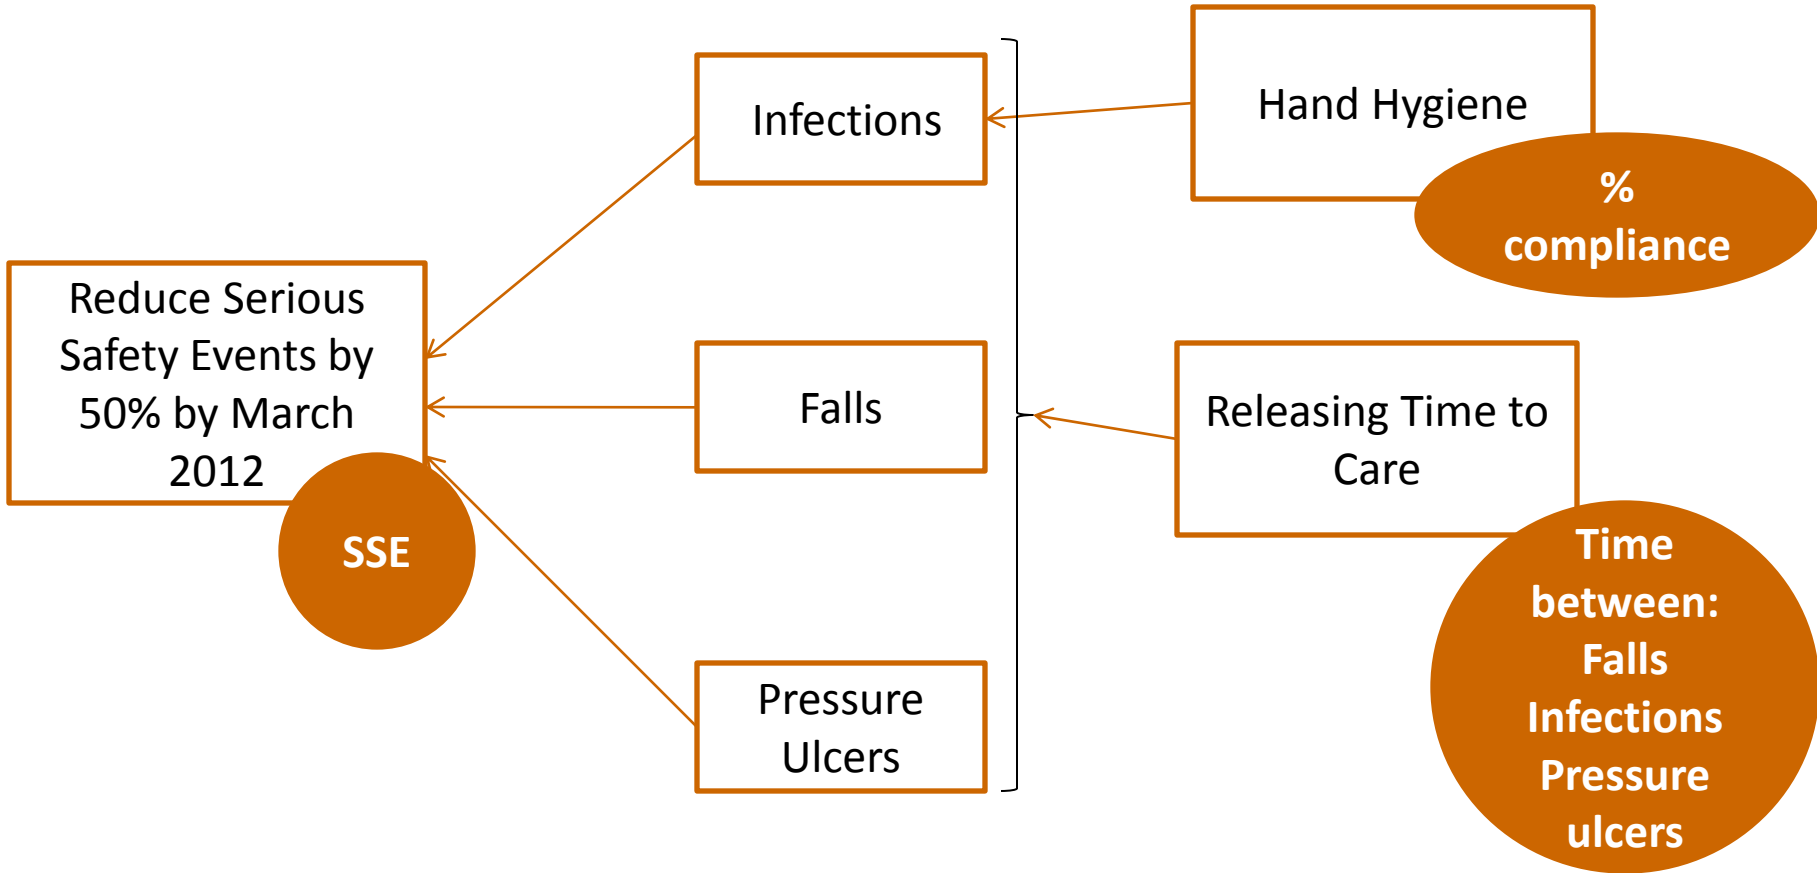 Reduce Serious
Safety Events by
50% by March
2012
SSE
Infections
Falls
Pressure
Ulcers
Hand Hygiene
%
compliance
Releasing Time to
Care
Time
between:
Falls
Infections
Pressure
ulcers